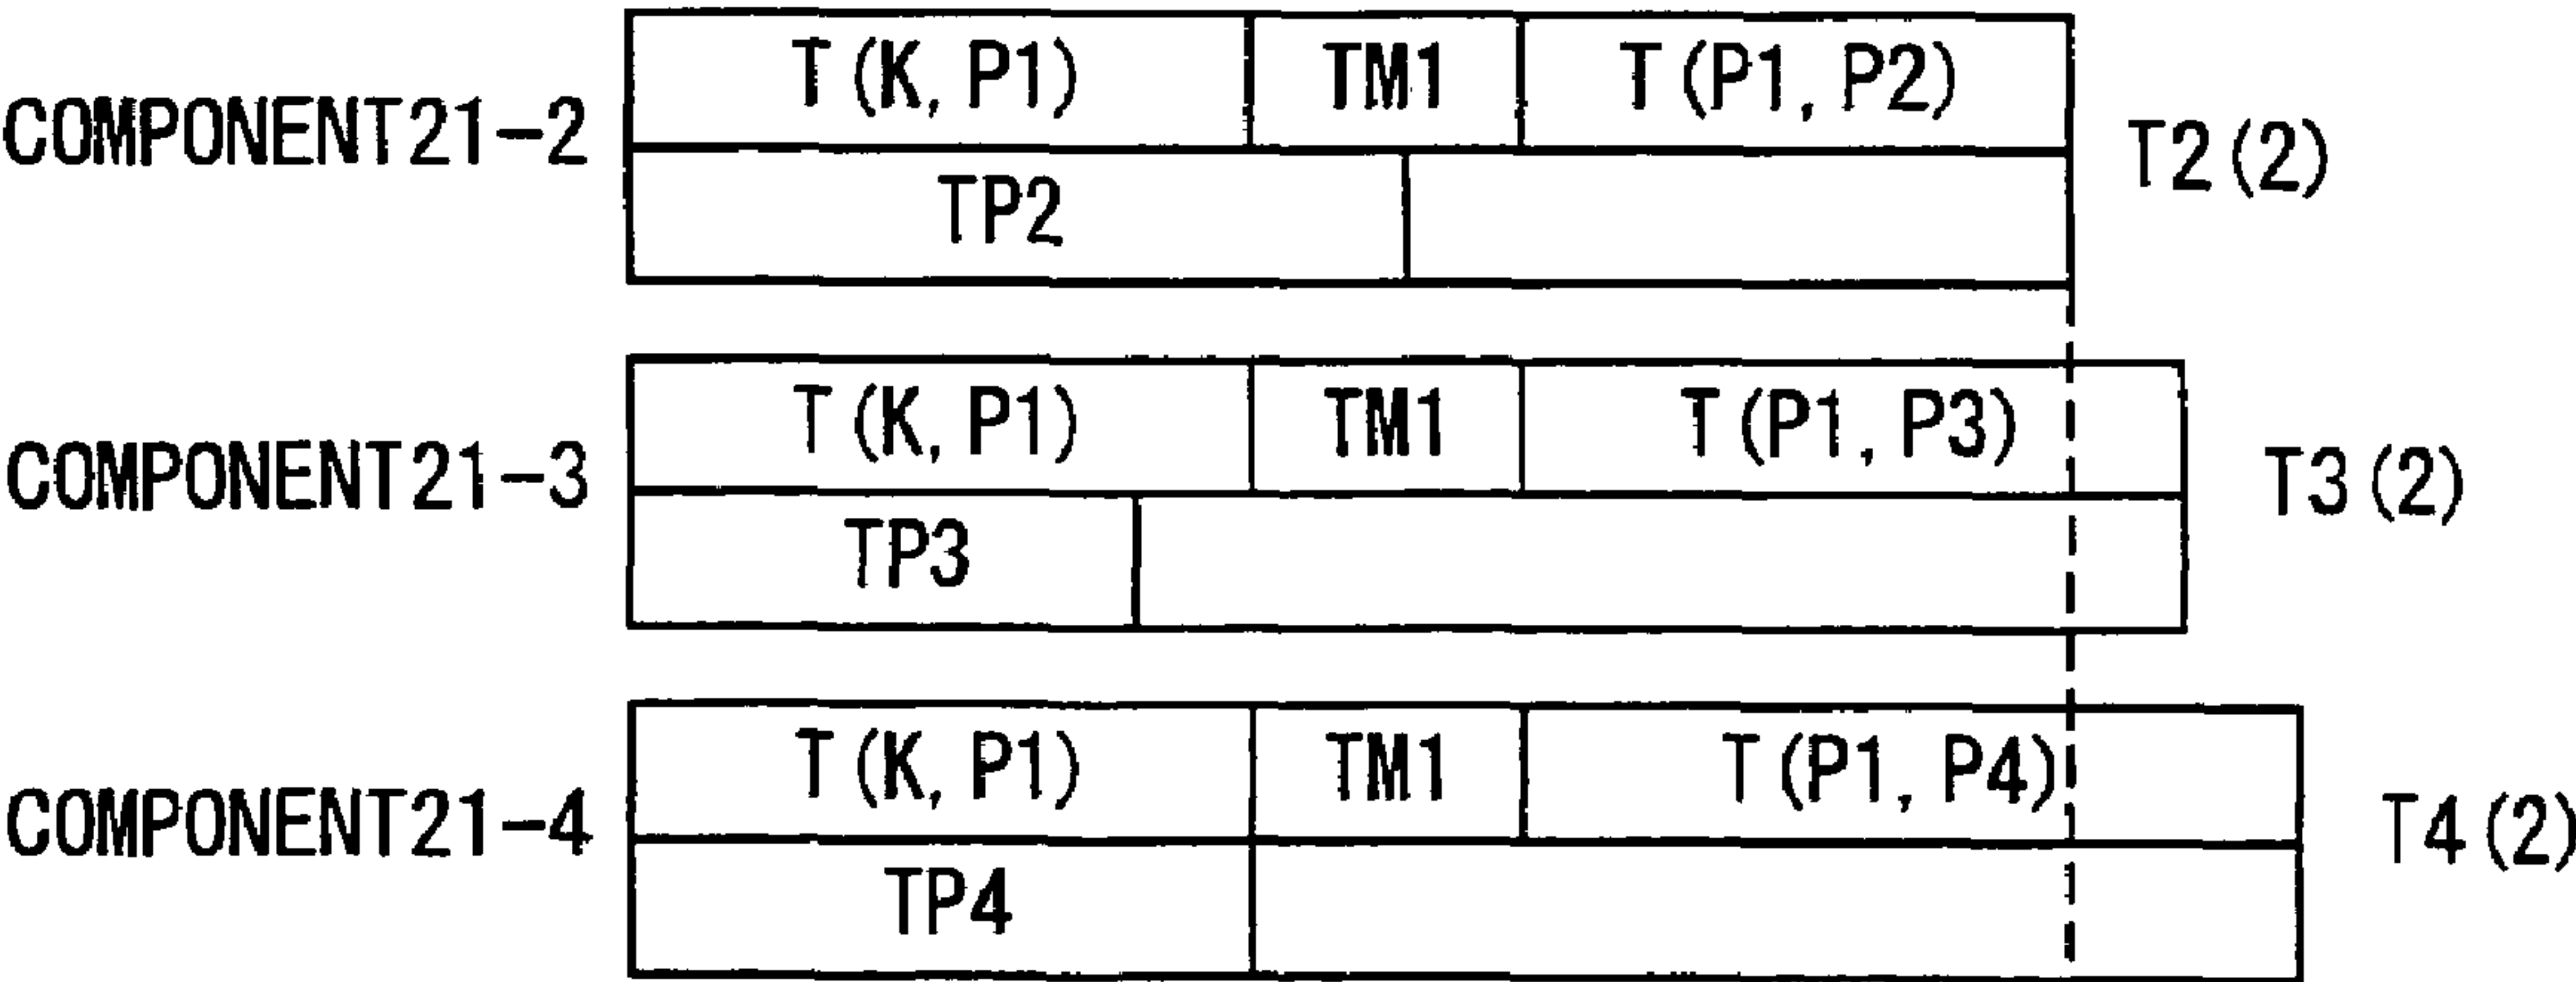 T(K, P1) TM1 T(P1, P2)
COMPONENT21-2 T2(2)
TP2
T(K, P1) TM1 T(P1, P3)
COMPONENT21-3 T3(2)
TP3
T(K, P1) TM1 T(P1, P4)
COMPONENT21-4 T4(2)
TP4